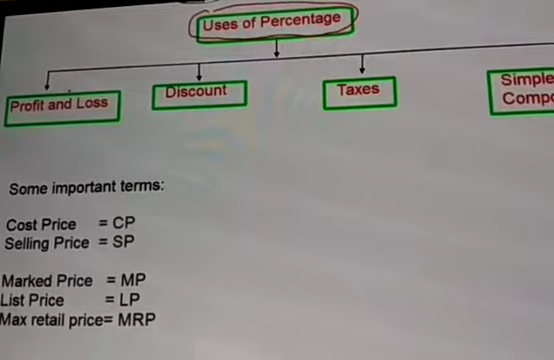 Uses of Percentage
Profit and Loss
Discount
Taxes
Simple
Some important terms:
Cost Price = CP
Selling Price = SP
Marked Price = MP
List Price = LP
Max retail price= MRP